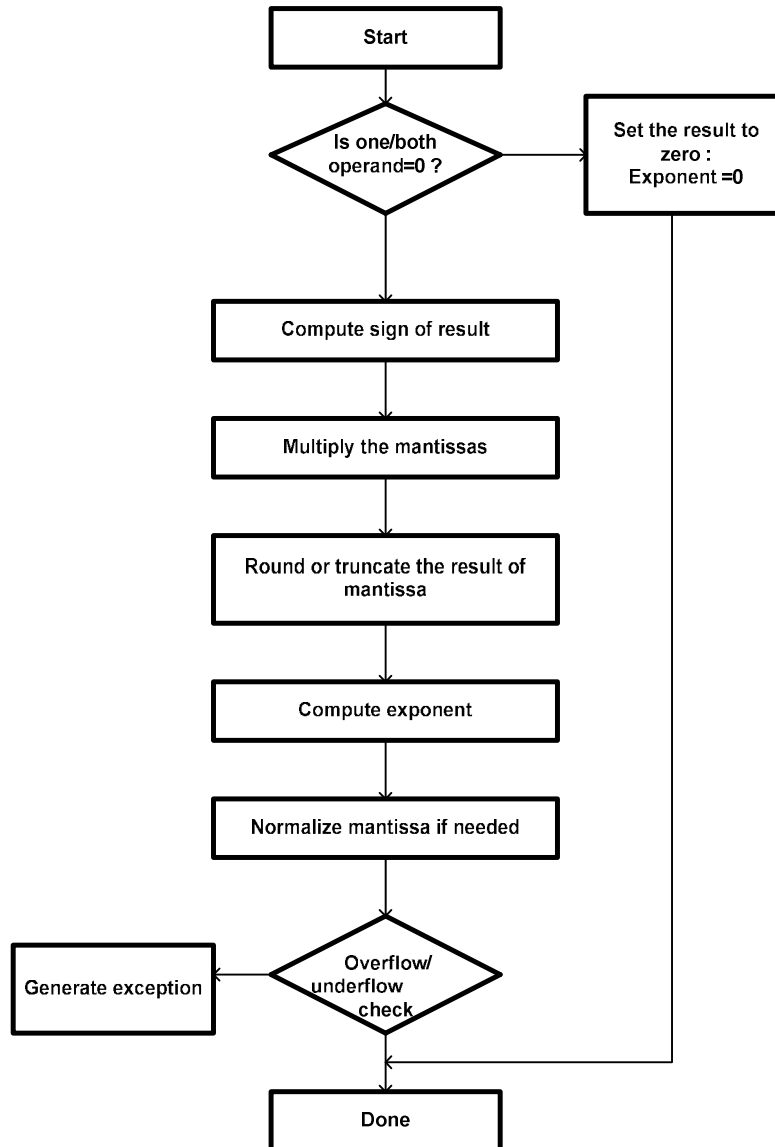 Start
Is one/both
operand=0 ?
Set the result to
zero :
Exponent =0
Compute sign of result
Multiply the mantissas
Round or truncate the result of
mantissa
Compute exponent
Normalize mantissa if needed
Overflow/
underflow
check
Generate exception
Done